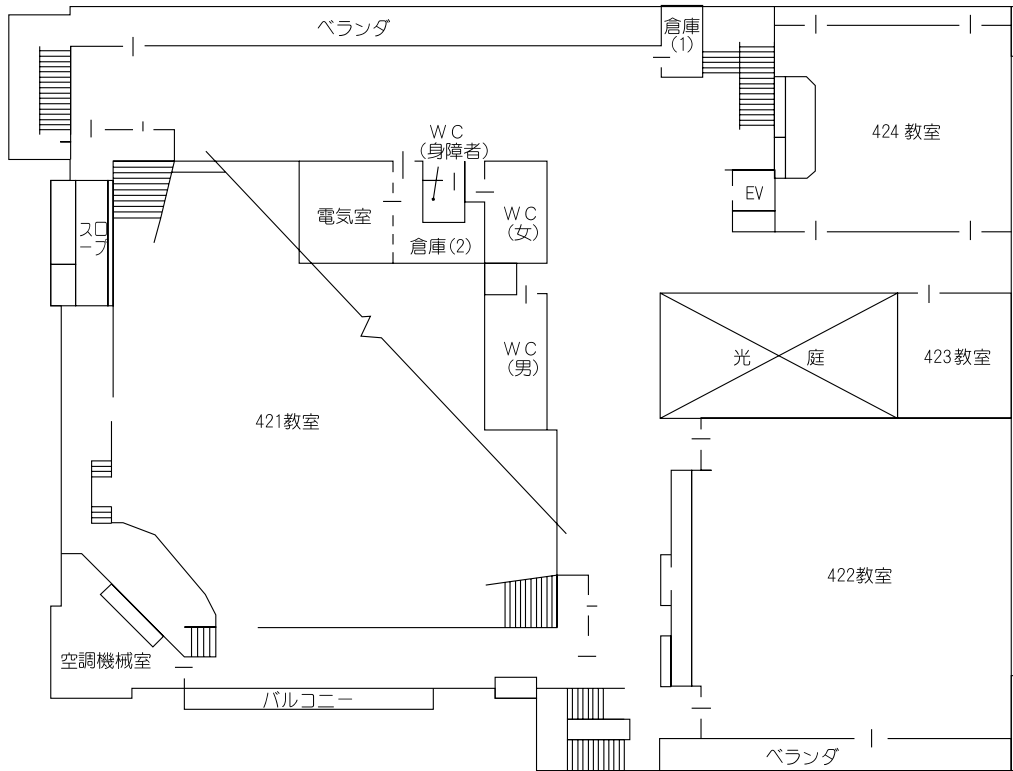 ベランダ
倉庫
(1)
424教室
WC
(身障者)
EV
電気室
WC
(女)
倉庫(2)
スロープ
光庭
423教室
WC
(男)
421教室
422教室
空調機械室
バルコニー
ベランダ